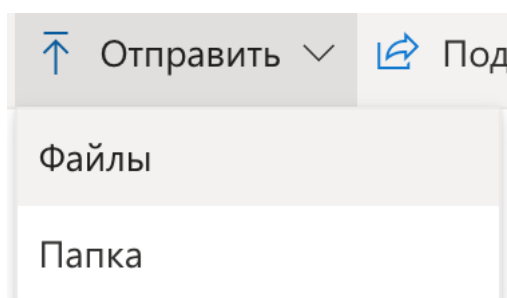 Отправить Под
Файлы
Папка